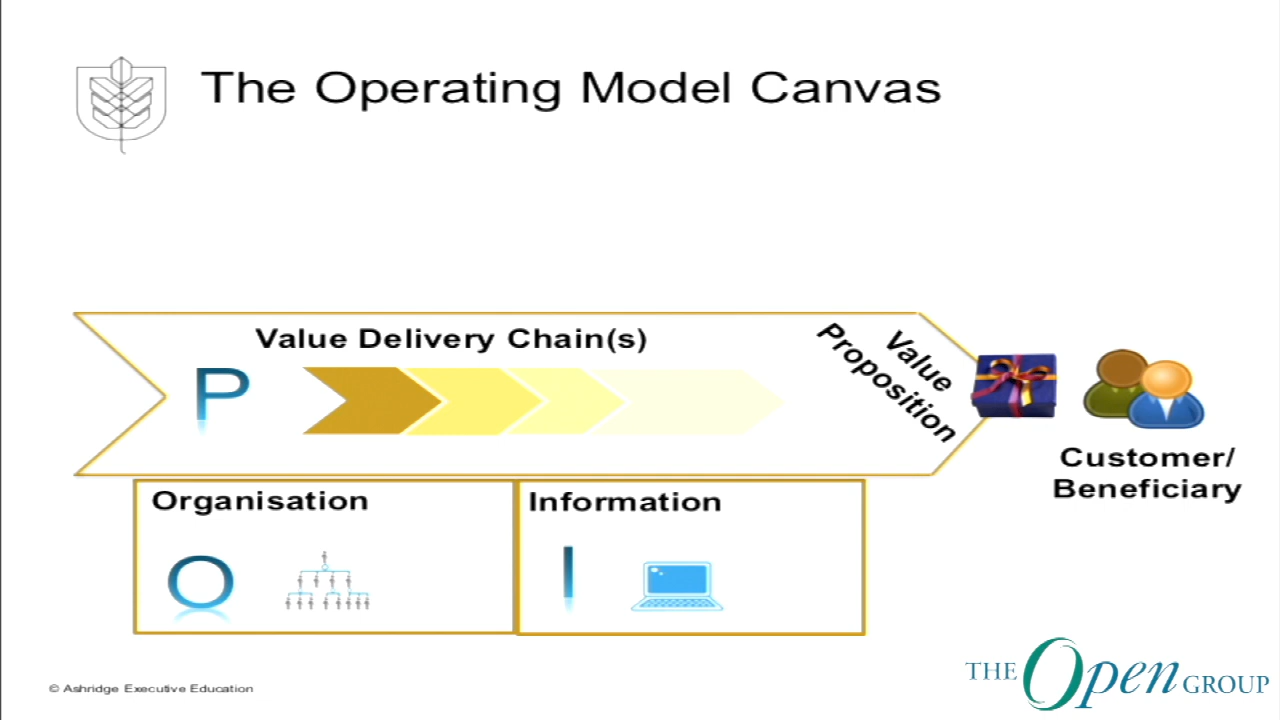 The Operating Model Canvas
Value Delivery Chain(s)
P
Value
Proposition
Customer/
Beneficiary
Organisation
O
Information
I
© Ashridge Executive Education
THE Open GROUP